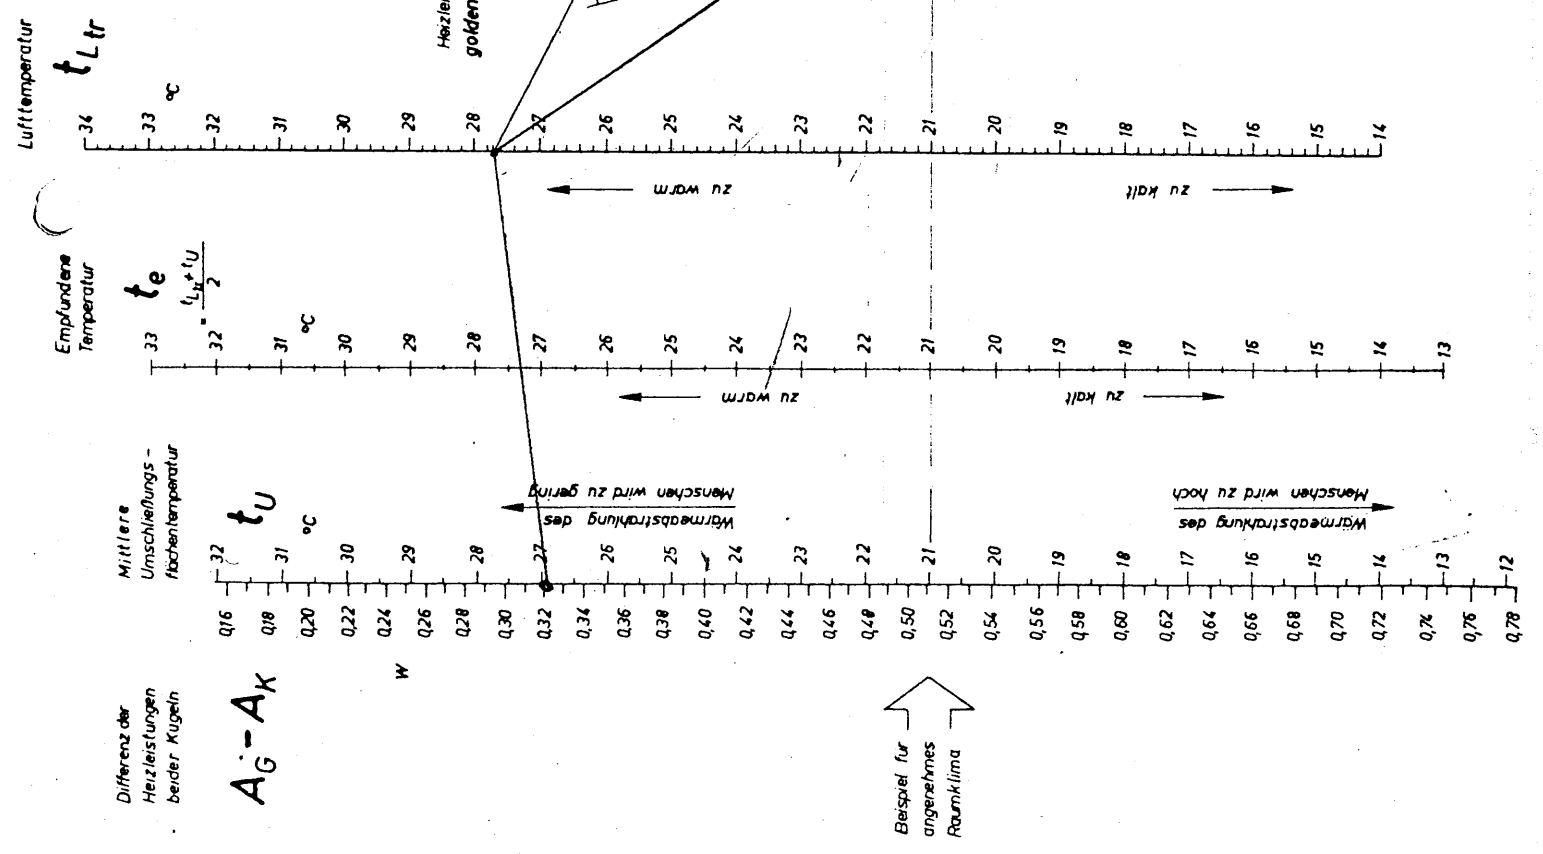 Lufttemperatur
t L tr
°C
34 33 32 31 30 29 28 27 26 25 24 23 22 21 20 19 18 17 16 15 14
zu warm
zu kalt
golden
Empfundene
Temperatur
t e
= t L tr + t U
2
°C
33 32 31 30 29 28 27 26 25 24 23 22 21 20 19 18 17 16 15 14 13
zu warm
zu kalt
Mittlere
Umschließungs-
flächentemperatur
t U
°C
Wärmeabstrahlung des
Menschen wird zu gering
Wärmeabstrahlung des
Menschen wird zu hoch
32 31 30 29 28 27 26 25 24 23 22 21 20 19 18 17 16 15 14 13 12
0,16 0,18 0,20 0,22 0,24 0,26 0,28 0,30 0,32 0,34 0,36 0,38 0,40 0,42 0,44 0,46 0,48 0,50 0,52 0,54 0,56 0,58 0,60 0,62 0,64 0,66 0,68 0,70 0,72 0,74 0,76 0,78
W
Differenz der
Heizleistungen
beider Kugeln
A G - A K
Beispiel für
angenehmes
Raumklima